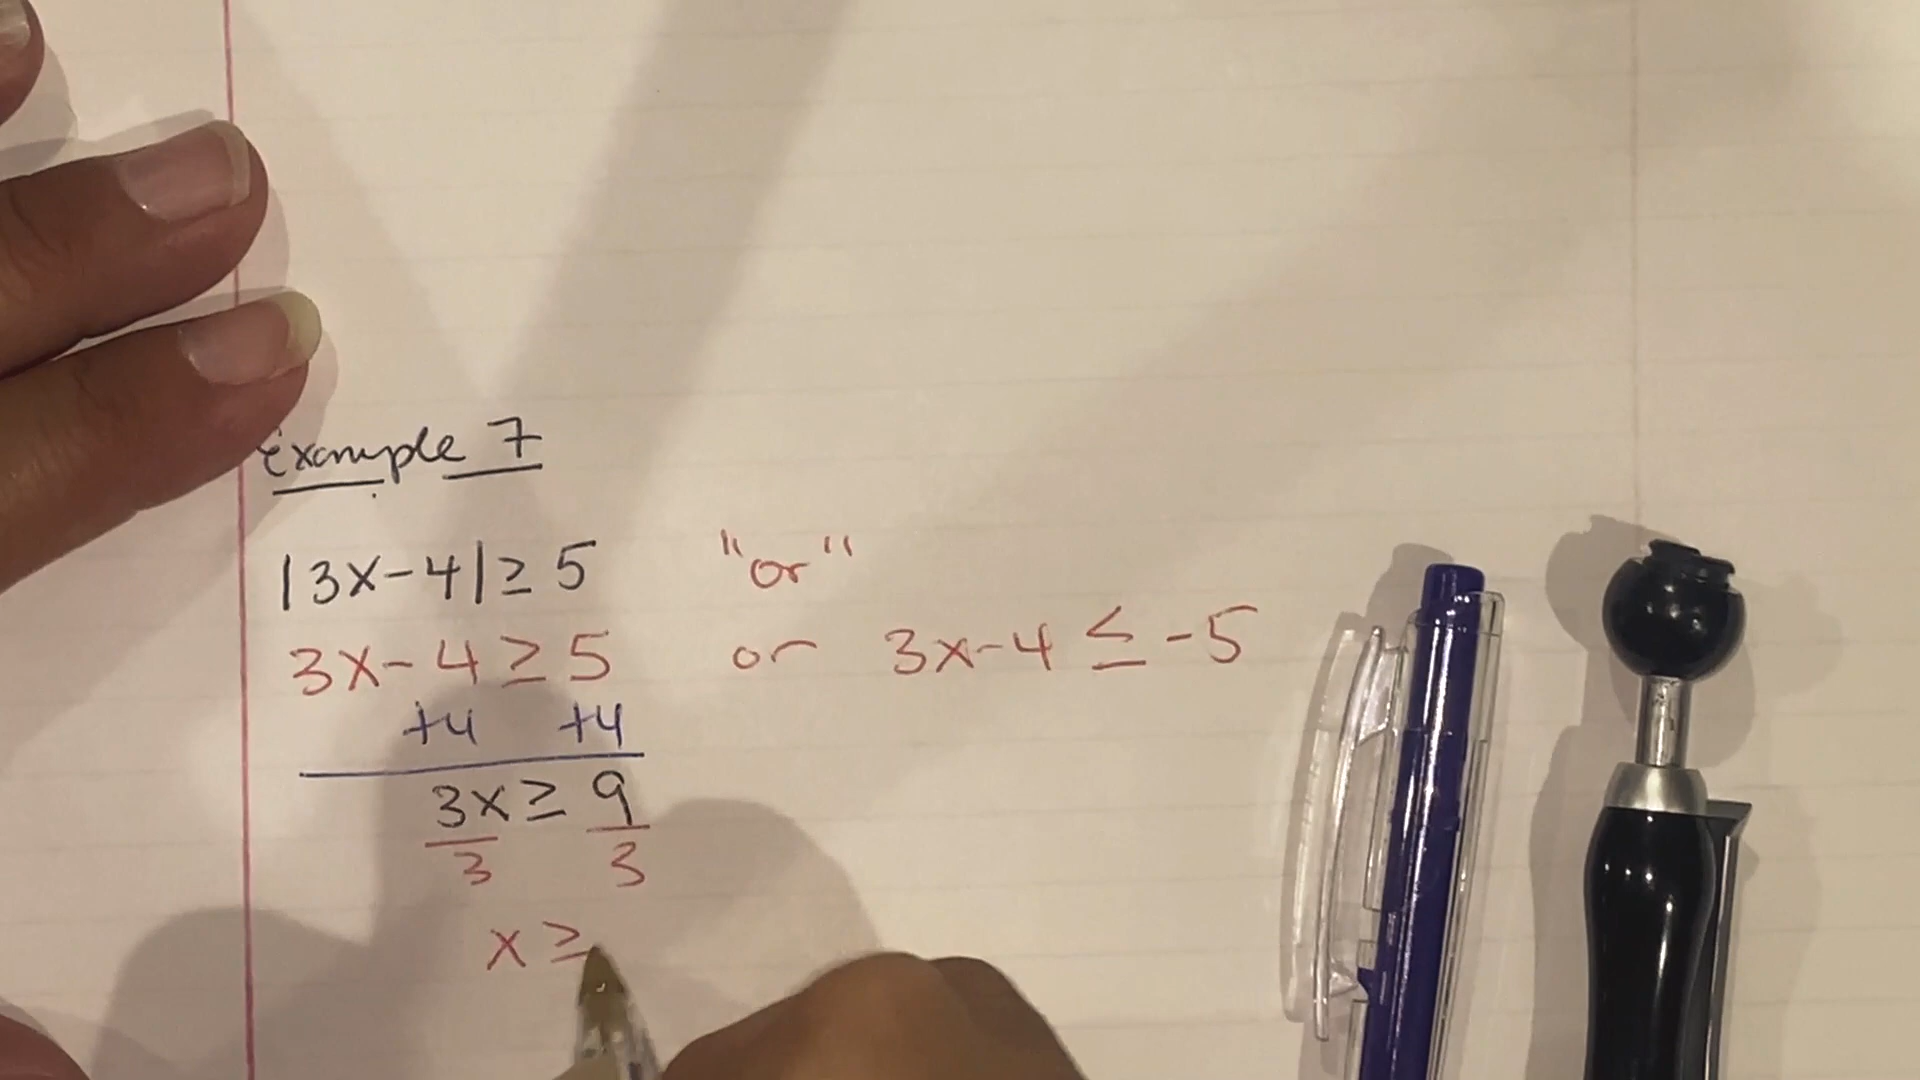 Example 7
|3x-4| ≥ 5 "or"
3x-4 ≥ 5 or 3x-4 ≤ -5
+4 +4
3x ≥ 9
3 3
x ≥